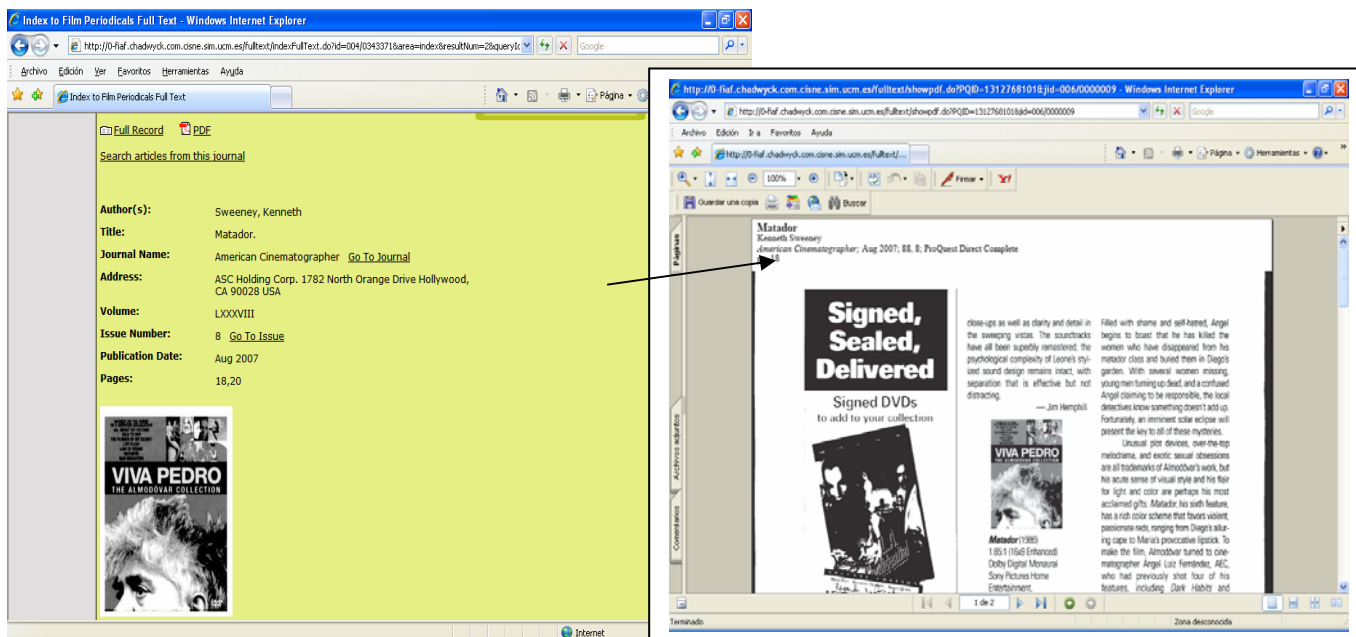 Index to Film Periodicals Full Text - Windows Internet Explorer
http://0-fiaf.chadwyck.com.cisne.sim.ucm.es/fulltext/indexFullText.do?id=004/0343371&area=index&resultNum=2&queryId
Google
Archivo Edición Ver Favoritos Herramientas Ayuda
Index to Film Periodicals Full Text
Página
Full Record PDF
Search articles from this journal
Author(s): Sweeney, Kenneth
Title: Matador.
Journal Name: American Cinematographer Go To Journal
Address: ASC Holding Corp. 1782 North Orange Drive Hollywood,
CA 90028 USA
Volume: LXXXVIII
Issue Number: 8 Go To Issue
Publication Date: Aug 2007
Pages: 18,20
VIVA PEDRO
THE ALMODÓVAR COLLECTION
Internet
http://0-fiaf.chadwyck.com.cisne.sim.ucm.es/fulltext/showpdf.do?PQID=1312768101&jid=006/0000009 - Windows Internet Explorer
http://0-fiaf.chadwyck.com.cisne.sim.ucm.es/fulltext/showpdf.do?PQID=1312768101&jid=006/0000009
Google
Archivo Edición Ir a Favoritos Ayuda
http://0-fiaf.chadwyck.com.cisne.sim.ucm.es/fulltext/...
Página Herramientas
100% Firmar
Guardar una copia Buscar
Páginas
Archivos adjuntos
Comentarios
Matador
Kenneth Sweeney
American Cinematographer; Aug 2007; 88, 8; ProQuest Direct Complete
18
Signed,
Sealed,
Delivered
Signed DVDs
to add to your collection
close-ups as well as clarity and detail in
the sweeping vistas. The soundtracks
have all been superbly remastered; the
psychological complexity of Leone's styl-
ized sound design remains intact, with
separation that is effective but not
distracting.
— Jim Hemphill
VIVA PEDRO
Matador (1986)
1.85:1 (16x9 Enhanced)
Dolby Digital Monaural
Sony Pictures Home
Entertainment,
Filled with shame and self-hatred, Angel
begins to boast that he has killed the
women who have disappeared from his
matador class and buried them in Diego's
garden. With several women missing,
young men turning up dead, and a confused
Angel claiming to be responsible, the local
detectives know something doesn't add up.
Fortunately, an imminent solar eclipse will
present the key to all of these mysteries.
Unusual plot devices, over-the-top
melodrama, and exotic sexual obsessions
are all trademarks of Almodóvar's work, but
his acute sense of visual style and his flair
for light and color are perhaps his most
acclaimed gifts. Matador, his sixth feature,
has a rich color scheme that favors violent,
passionate reds, ranging from Diego's allur-
ing cape to Maria's provocative lipstick. To
make the film, Almodóvar turned to cine-
matographer Ángel Luiz Fernández, AEC,
who had previously shot four of his
features, including Dark Habits and
1 de 2
Terminado
Zona desconocida